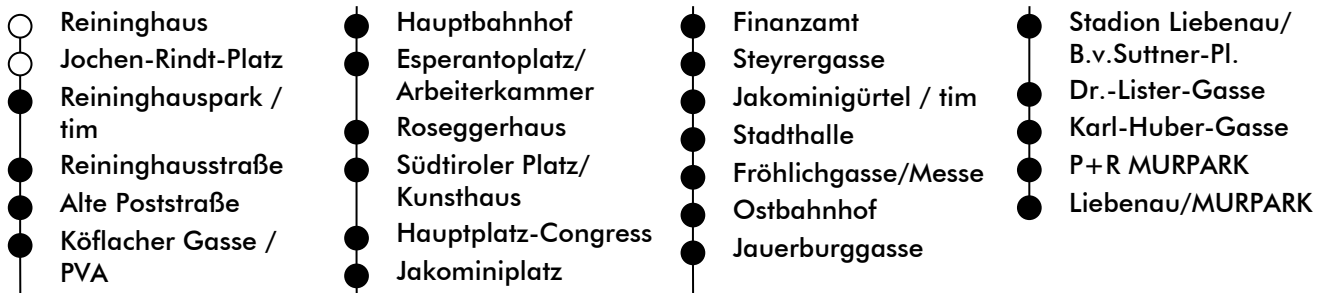 Reininghaus
Jochen-Rindt-Platz
Reininghauspark /
tim
Reininghausstraße
Alte Poststraße
Köflacher Gasse /
PVA
Hauptbahnhof
Esperantoplatz/
Arbeiterkammer
Roseggerhaus
Südtiroler Platz/
Kunsthaus
Hauptplatz-Congress
Jakominiplatz
Finanzamt
Steyrergasse
Jakominigürtel / tim
Stadthalle
Fröhlichgasse/Messe
Ostbahnhof
Jauerburggasse
Stadion Liebenau/
B.v.Suttner-Pl.
Dr.-Lister-Gasse
Karl-Huber-Gasse
P+R MURPARK
Liebenau/MURPARK